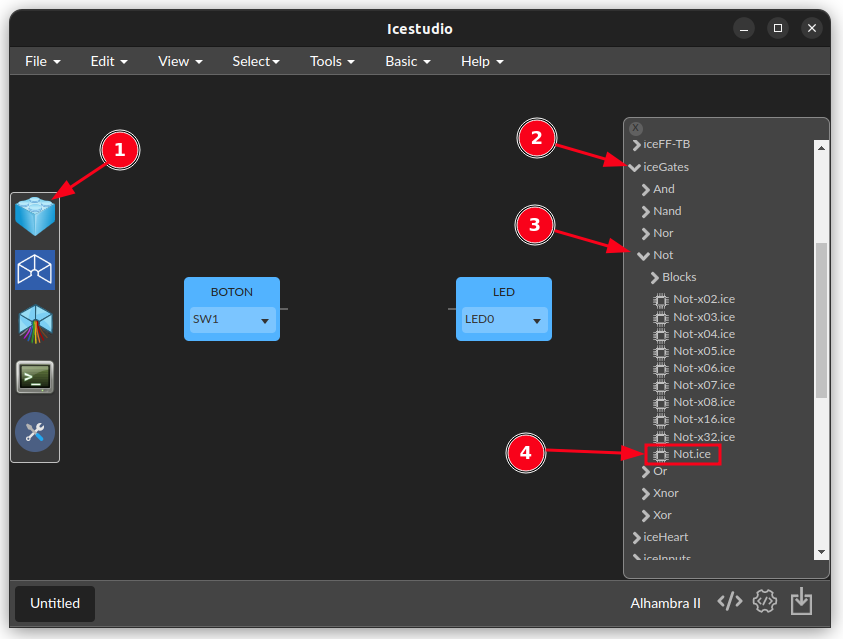 Icestudio
File Edit View Select Tools Basic Help
1
2
3
4
BOTON
SW1
LED
LED0
X
iceFF-TB
iceGates
And
Nand
Nor
Not
Blocks
Not-x02.ice
Not-x03.ice
Not-x04.ice
Not-x05.ice
Not-x06.ice
Not-x07.ice
Not-x08.ice
Not-x16.ice
Not-x32.ice
Not.ice
Or
Xnor
Xor
iceHeart
iceInputs
>_
Untitled
Alhambra II
</>